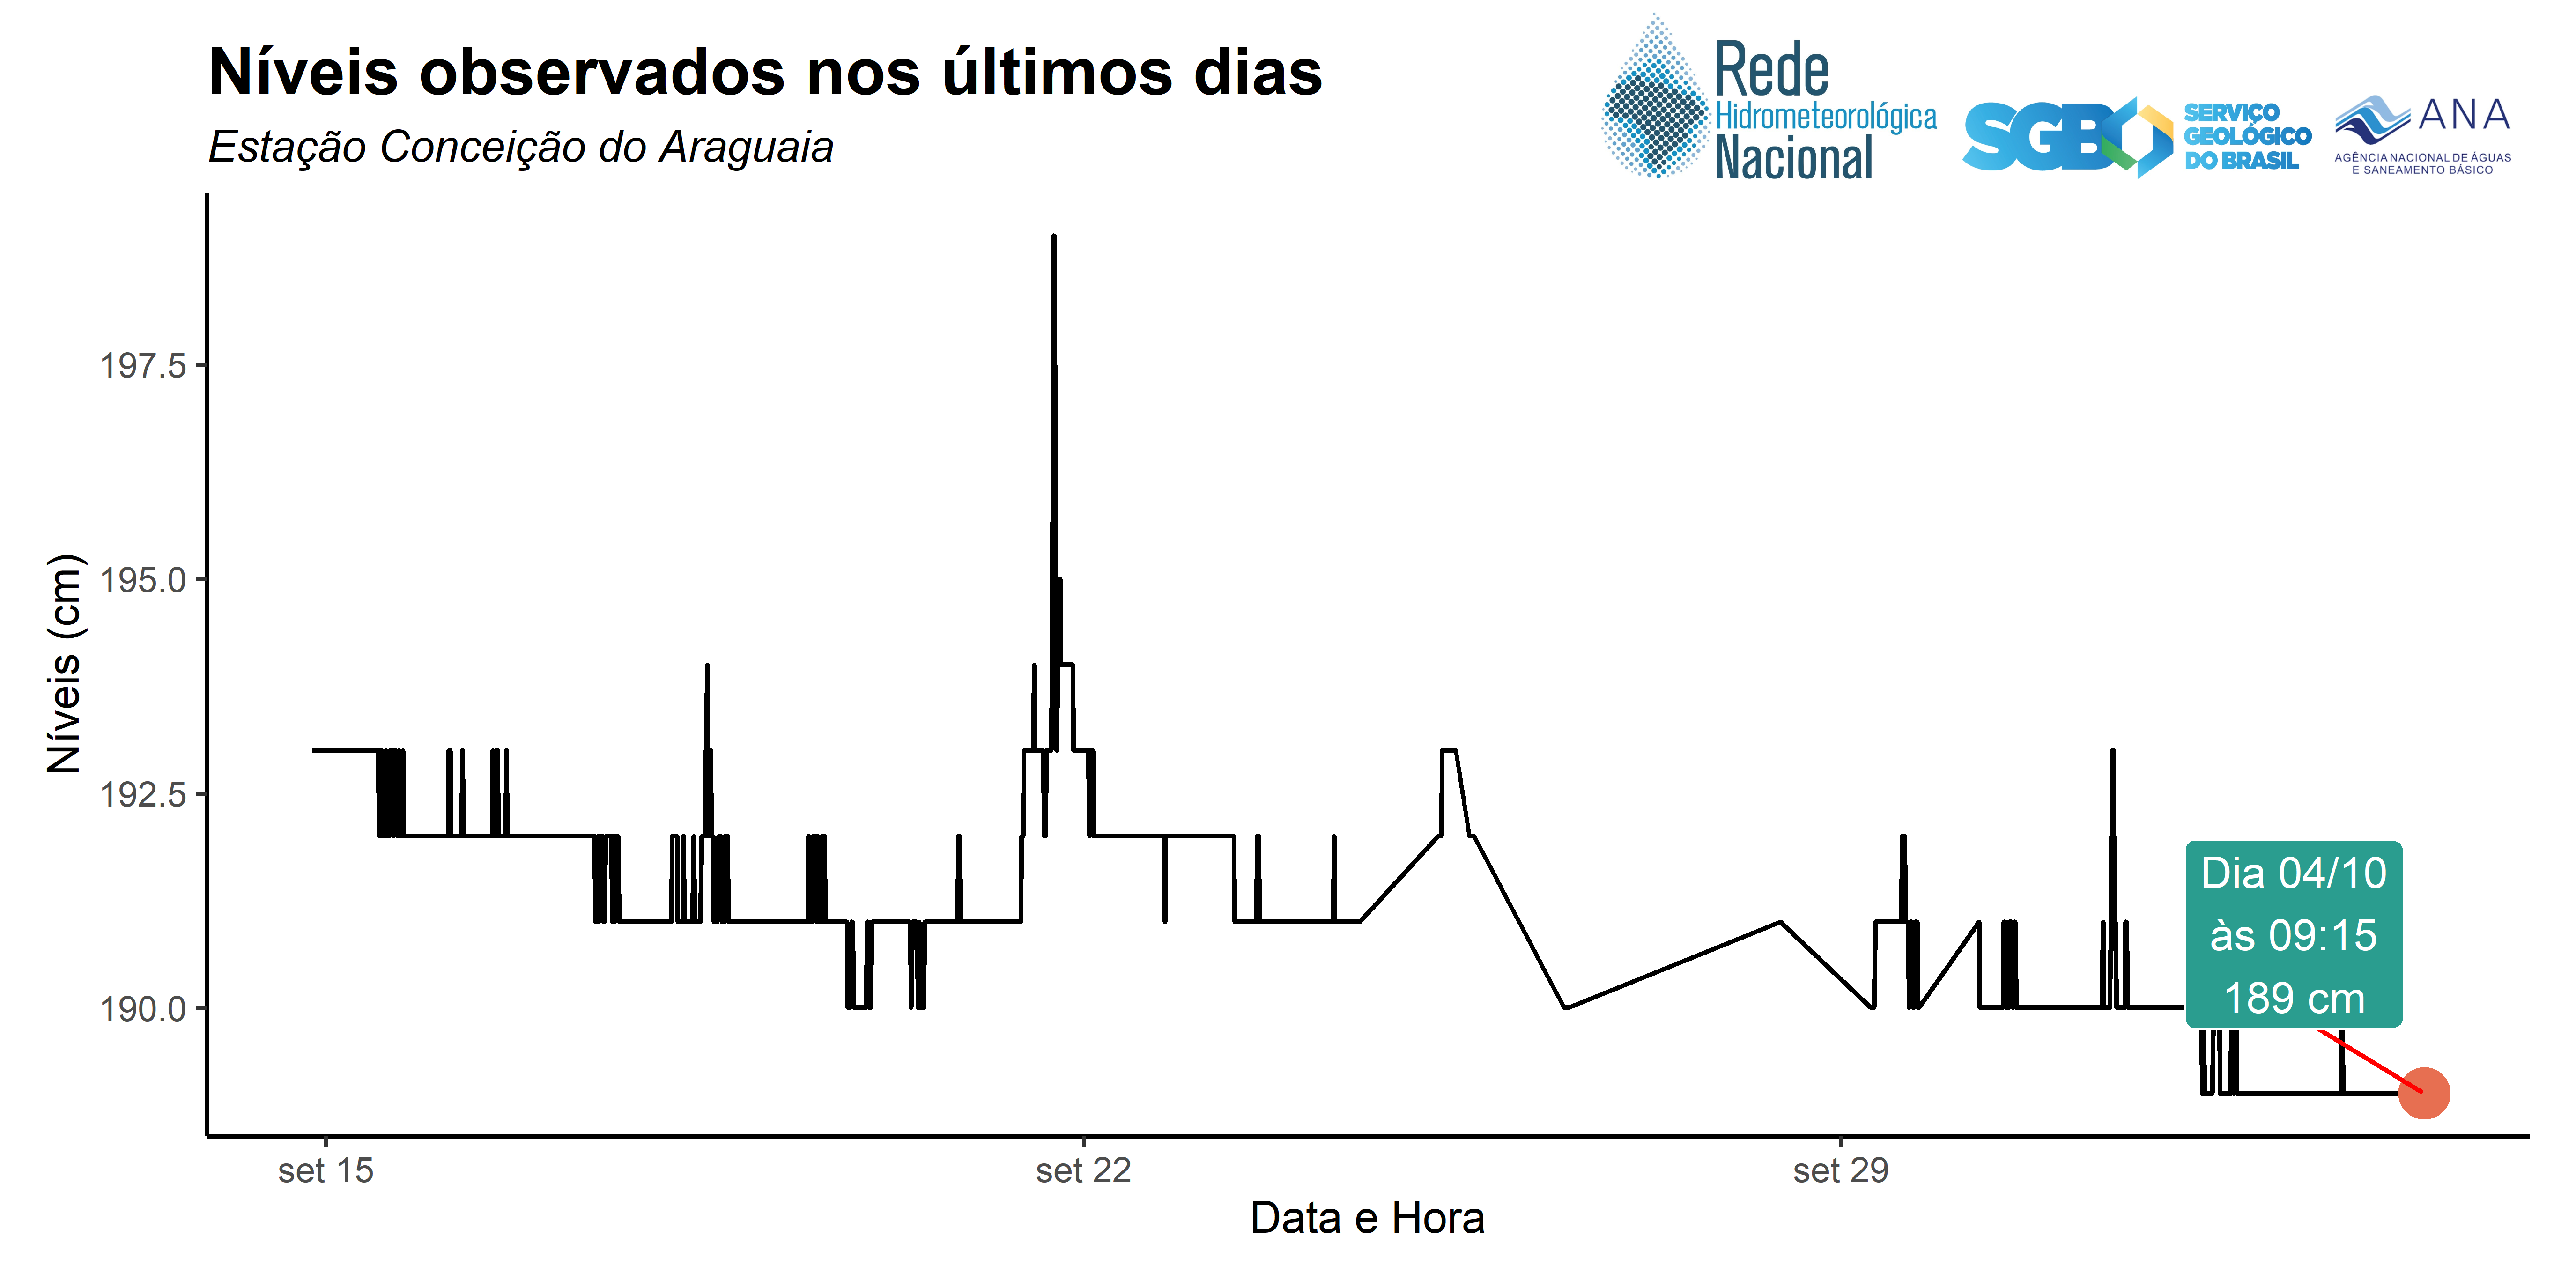 Níveis observados nos últimos dias
Estação Conceição do Araguaia
Rede
Hidrometeorológica
Nacional
SGB
SERVIÇO
GEOLÓGICO
DO BRASIL
ANA
AGÊNCIA NACIONAL DE ÁGUAS
E SANEAMENTO BÁSICO
Níveis (cm)
197.5
195.0
192.5
190.0
Dia 04/10
às 09:15
189 cm
set 15
set 22
set 29
Data e Hora